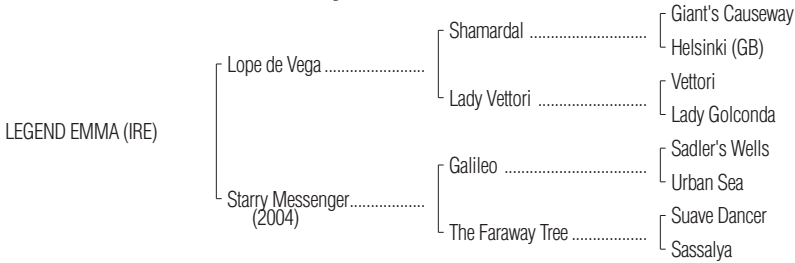 Giant's Causeway
Shamardal ..............................
Helsinki (GB)
Lope de Vega .........................
Vettori
Lady Vettori ...........................
Lady Golconda
LEGEND EMMA (IRE)
Sadler's Wells
Galileo ....................................
Urban Sea
Starry Messenger...................
(2004)
Suave Dancer
The Faraway Tree ...................
Sassalya